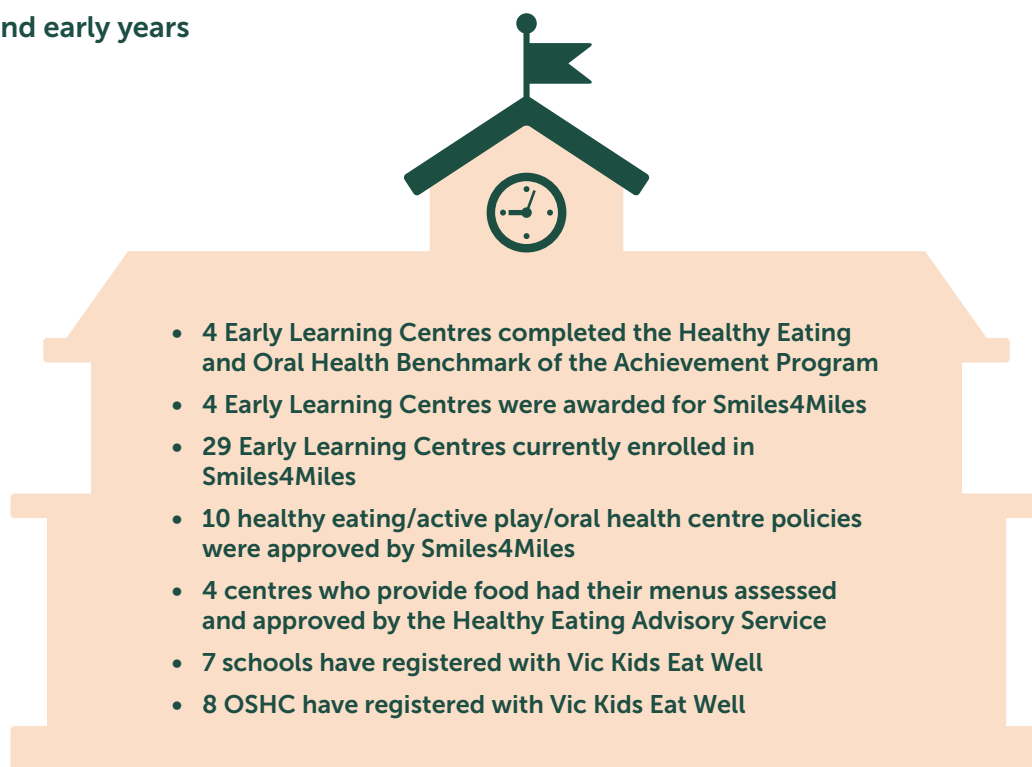 nd early years
• 4 Early Learning Centres completed the Healthy Eating
and Oral Health Benchmark of the Achievement Program
• 4 Early Learning Centres were awarded for Smiles4Miles
• 29 Early Learning Centres currently enrolled in
Smiles4Miles
• 10 healthy eating/active play/oral health centre policies
were approved by Smiles4Miles
• 4 centres who provide food had their menus assessed
and approved by the Healthy Eating Advisory Service
• 7 schools have registered with Vic Kids Eat Well
• 8 OSHC have registered with Vic Kids Eat Well